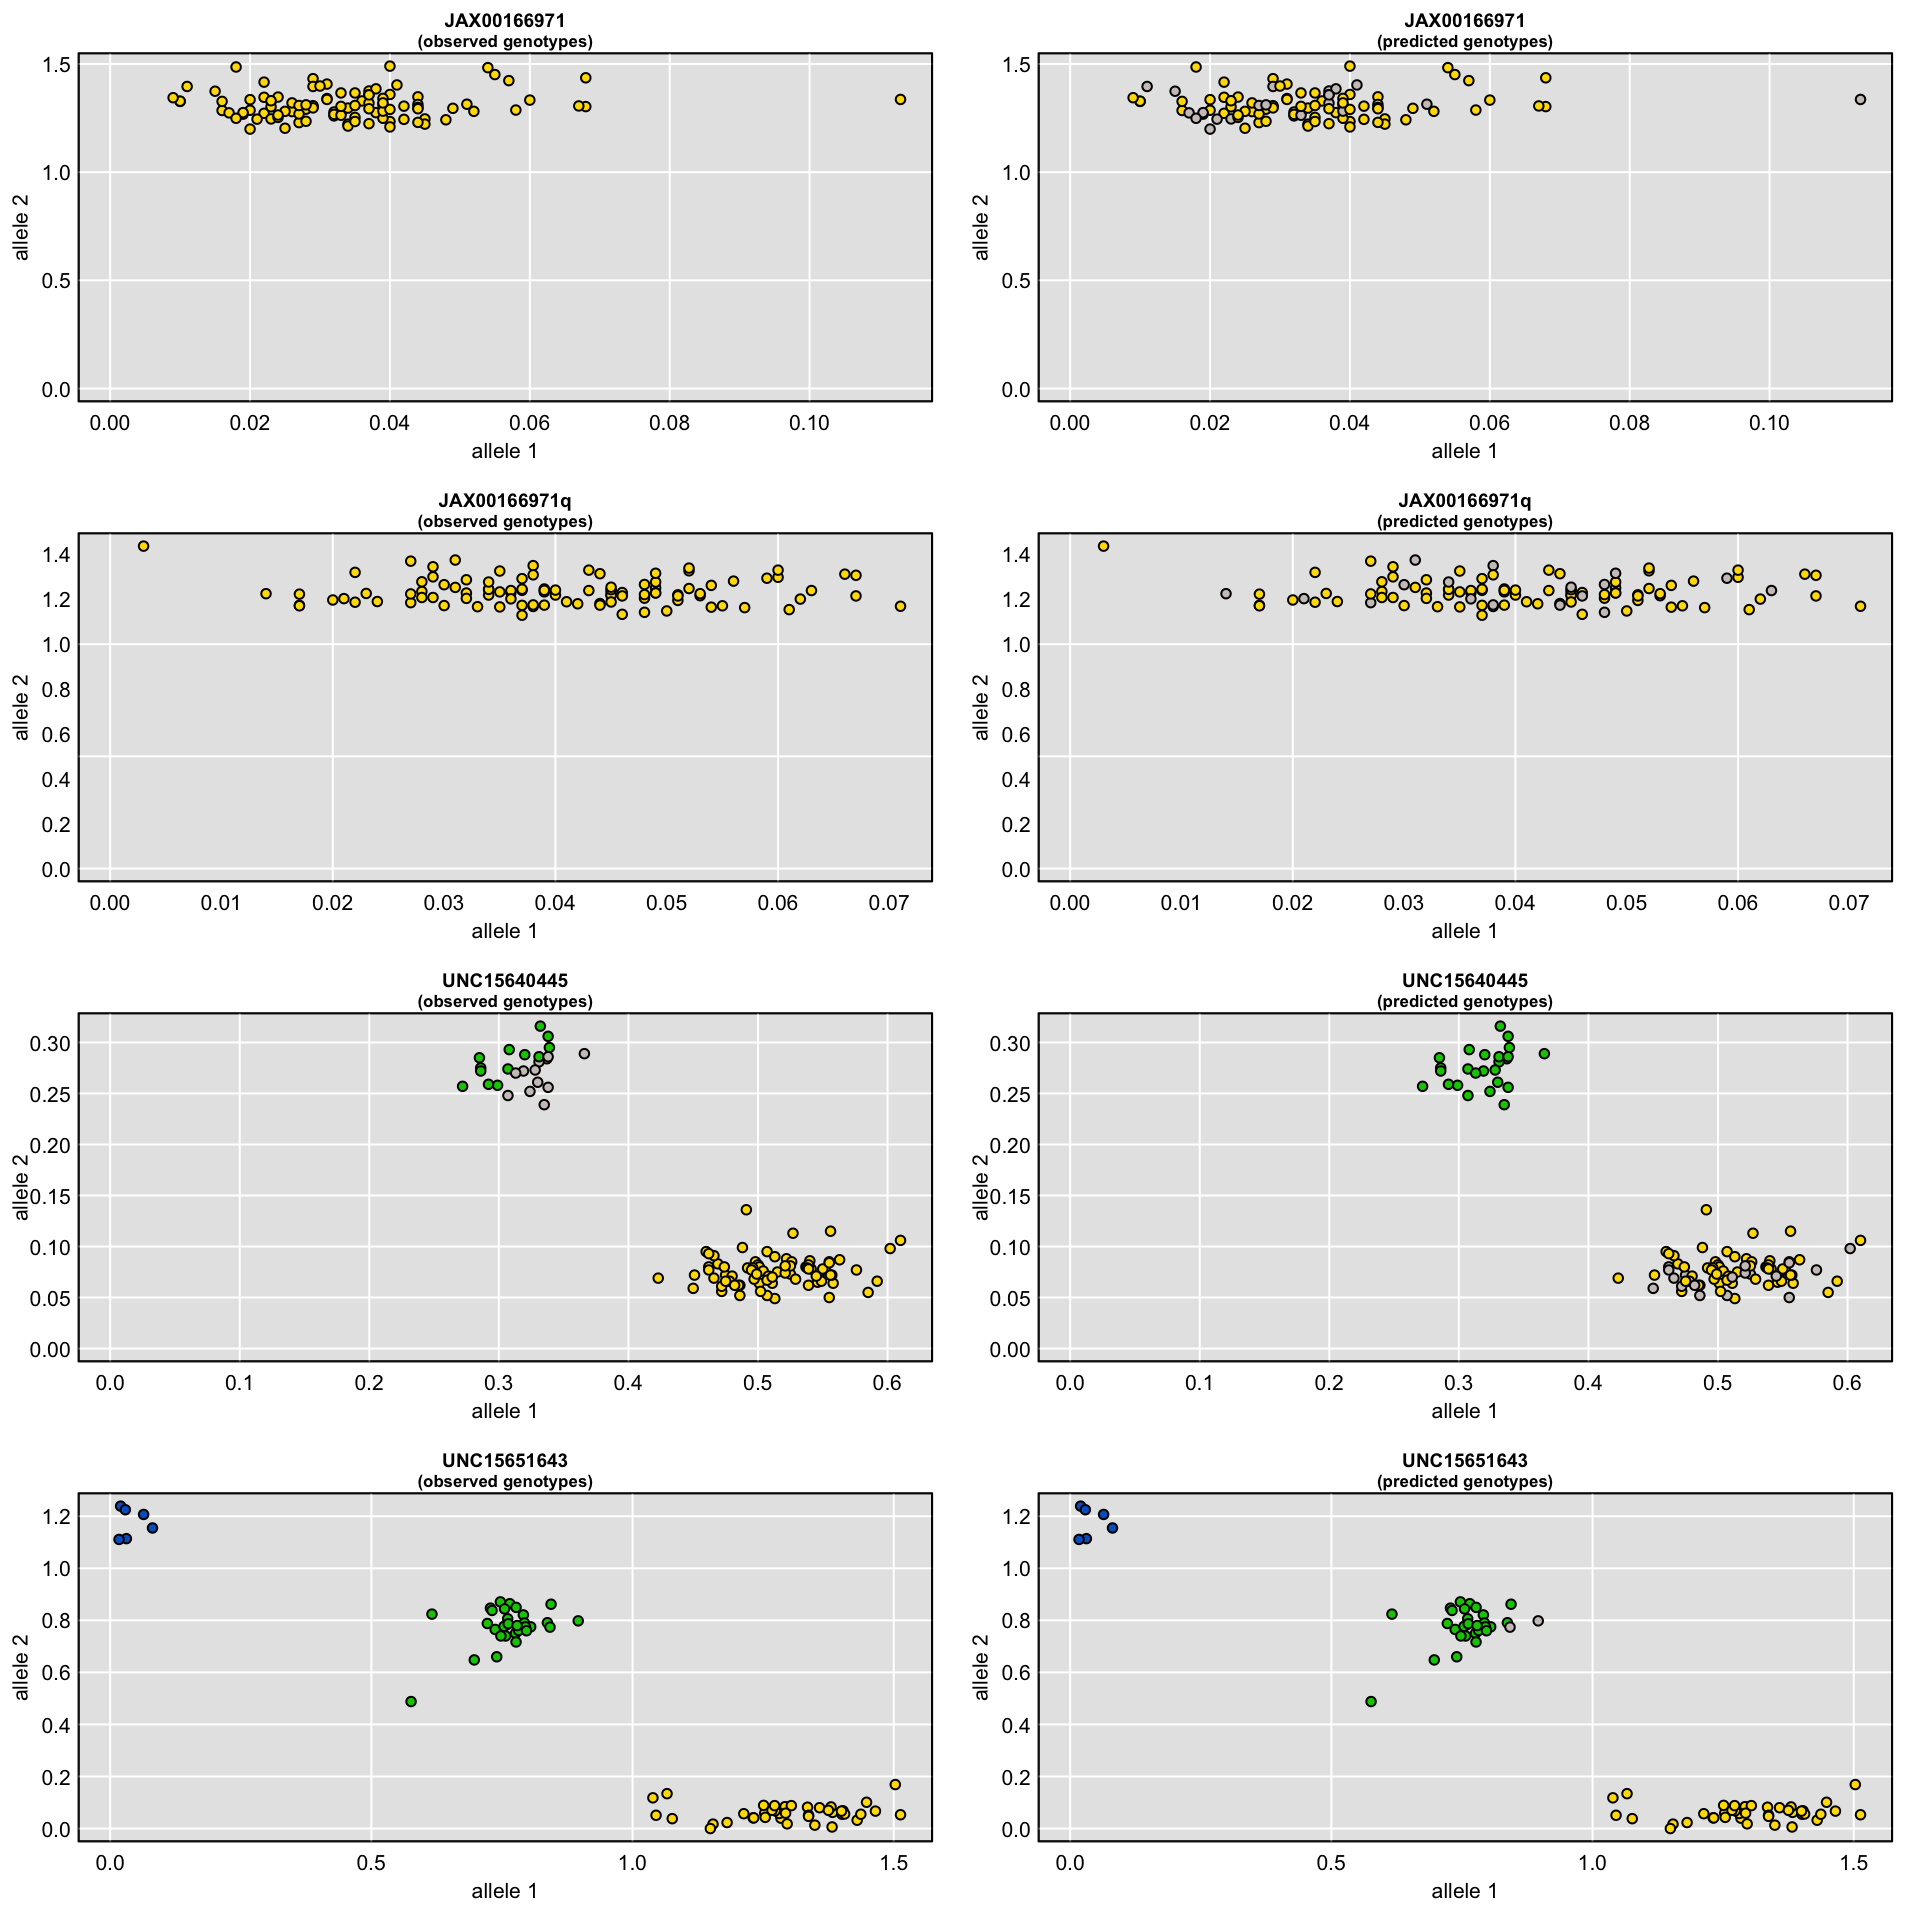 JAX00166971
(observed genotypes)
1.5
1.0
0.5
0.0
allele 2
0.00 0.02 0.04 0.06 0.08 0.10
allele 1
JAX00166971
(predicted genotypes)
1.5
1.0
0.5
0.0
allele 2
0.00 0.02 0.04 0.06 0.08 0.10
allele 1
JAX00166971q
(observed genotypes)
1.4
1.2
1.0
0.8
0.6
0.4
0.2
0.0
allele 2
0.00 0.01 0.02 0.03 0.04 0.05 0.06 0.07
allele 1
JAX00166971q
(predicted genotypes)
1.4
1.2
1.0
0.8
0.6
0.4
0.2
0.0
allele 2
0.00 0.01 0.02 0.03 0.04 0.05 0.06 0.07
allele 1
UNC15640445
(observed genotypes)
0.30
0.25
0.20
0.15
0.10
0.05
0.00
allele 2
0.0 0.1 0.2 0.3 0.4 0.5 0.6
allele 1
UNC15640445
(predicted genotypes)
0.30
0.25
0.20
0.15
0.10
0.05
0.00
allele 2
0.0 0.1 0.2 0.3 0.4 0.5 0.6
allele 1
UNC15651643
(observed genotypes)
1.2
1.0
0.8
0.6
0.4
0.2
0.0
allele 2
0.0 0.5 1.0 1.5
allele 1
UNC15651643
(predicted genotypes)
1.2
1.0
0.8
0.6
0.4
0.2
0.0
allele 2
0.0 0.5 1.0 1.5
allele 1